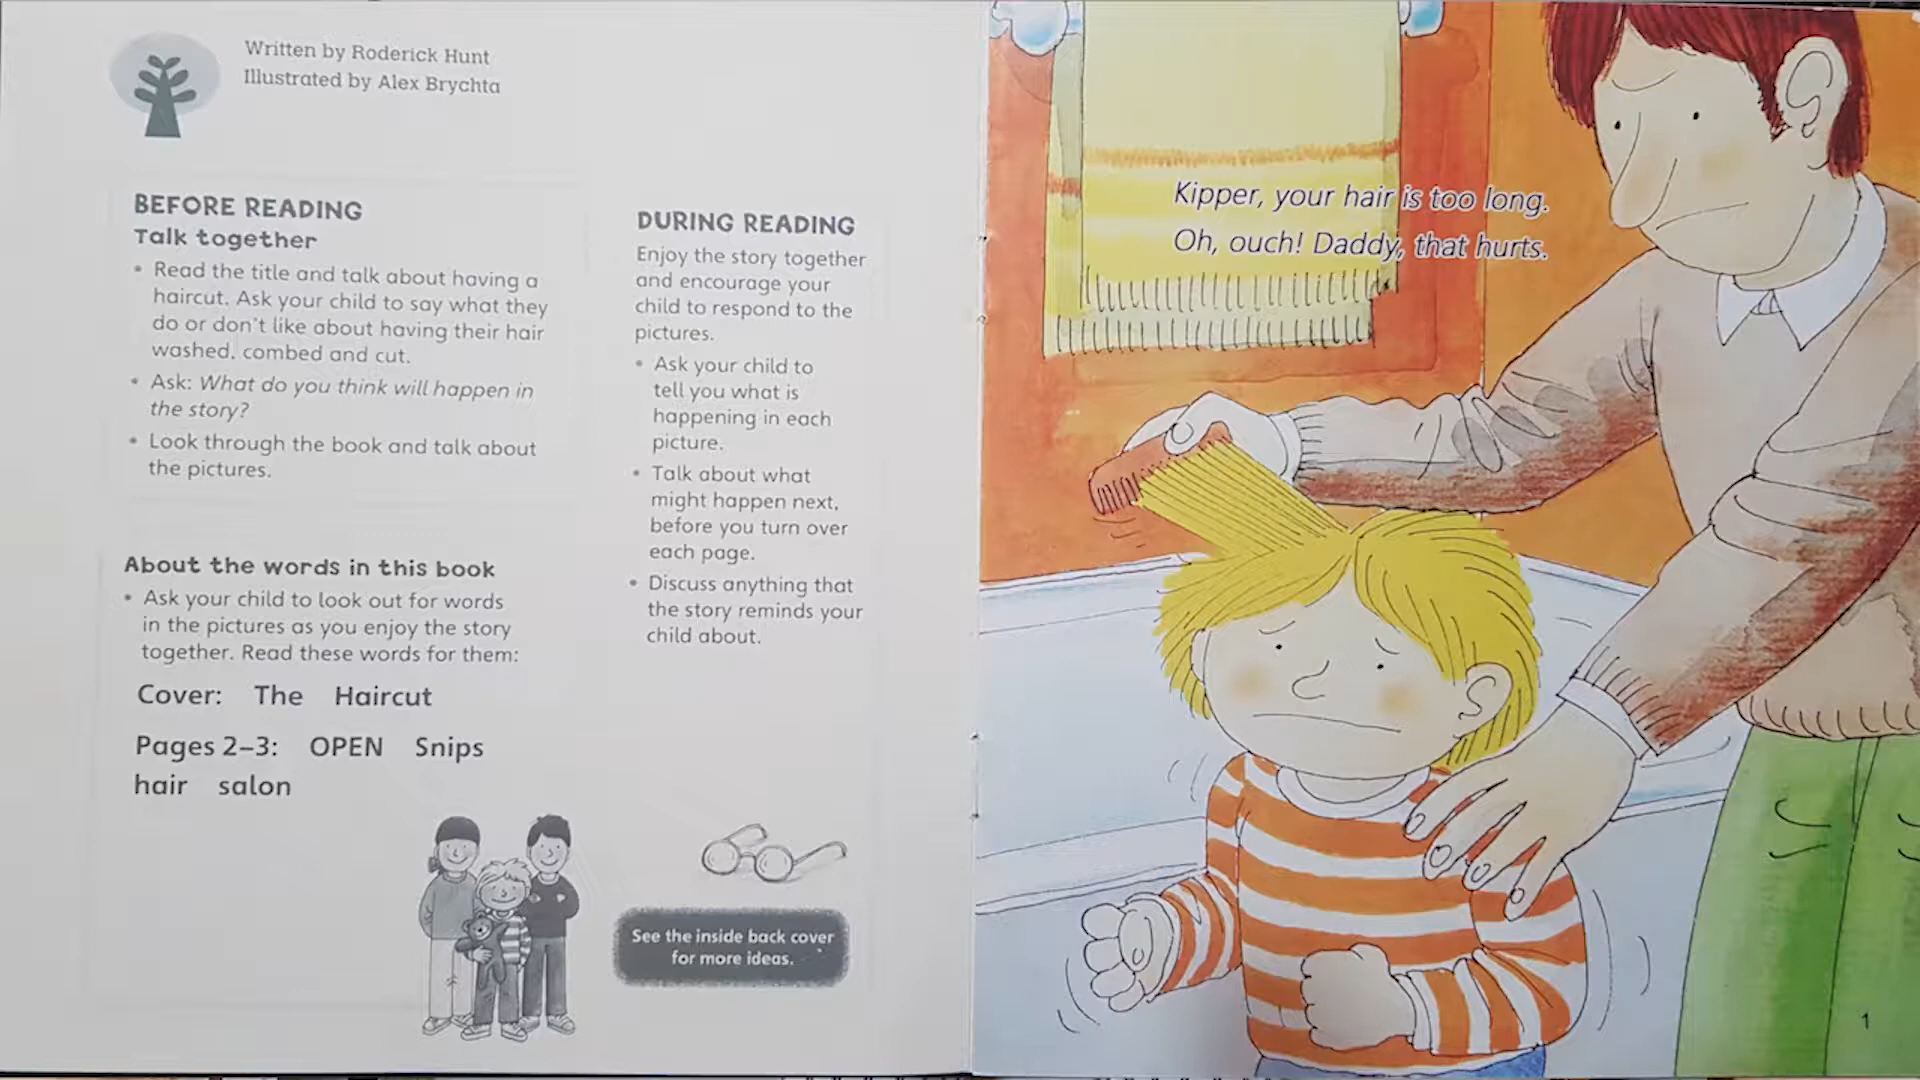 Written by Roderick Hunt
Illustrated by Alex Brychta
BEFORE READING
Talk together
• Read the title and talk about having a
haircut. Ask your child to say what they
do or don't like about having their hair
washed, combed and cut.
• Ask: What do you think will happen in
the story?
• Look through the book and talk about
the pictures.
About the words in this book
• Ask your child to look out for words
in the pictures as you enjoy the story
together. Read these words for them:
Cover: The Haircut
Pages 2–3: OPEN Snips
hair salon
DURING READING
Enjoy the story together
and encourage your
child to respond to the
pictures.
• Ask your child to
tell you what is
happening in each
picture.
• Talk about what
might happen next,
before you turn over
each page.
• Discuss anything that
the story reminds your
child about.
See the inside back cover
for more ideas.
Kipper, your hair is too long.
Oh, ouch! Daddy, that hurts.
1